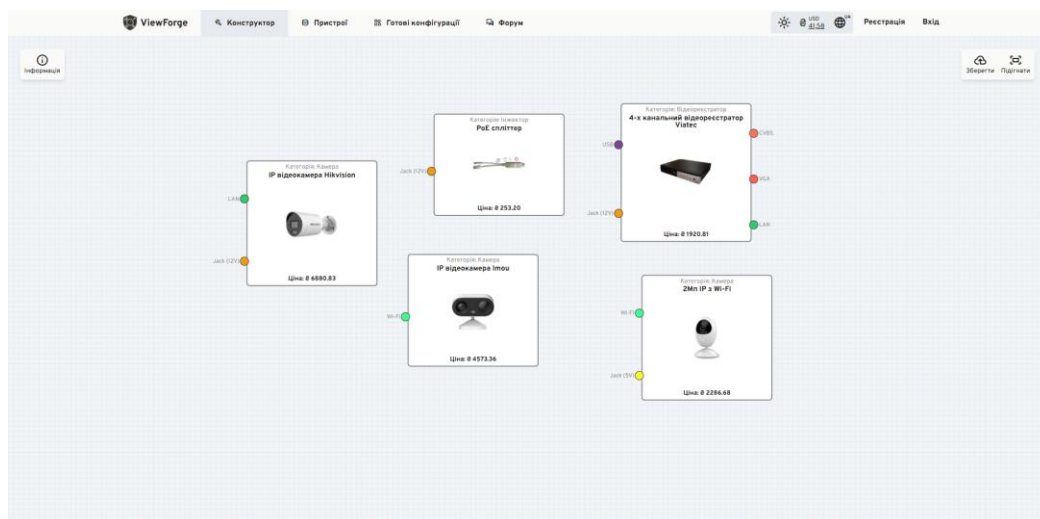 ViewForge
Конструктор
Пристрої
Готові конфігурації
Форум
₴ USD 41.58
UK
Реєстрація
Вхід
Інформація
Зберегти
Підігнати
Категорія: Камера
IP відеокамера Hikvision
LAN
Jack (12V)
Ціна: ₴ 6880.83
Категорія: Інжектор
PoE спліттер
Jack (12V)
Ціна: ₴ 253.20
Категорія: Відеореєстратор
4-х канальний відеореєстратор
Viatec
USB
Jack (12V)
CVBS
VGA
LAN
Ціна: ₴ 1920.81
Категорія: Камера
IP відеокамера Imou
Wi-Fi
Ціна: ₴ 4573.36
Категорія: Камера
2Мп IP з Wi-Fi
Wi-Fi
Jack (5V)
Ціна: ₴ 2286.68